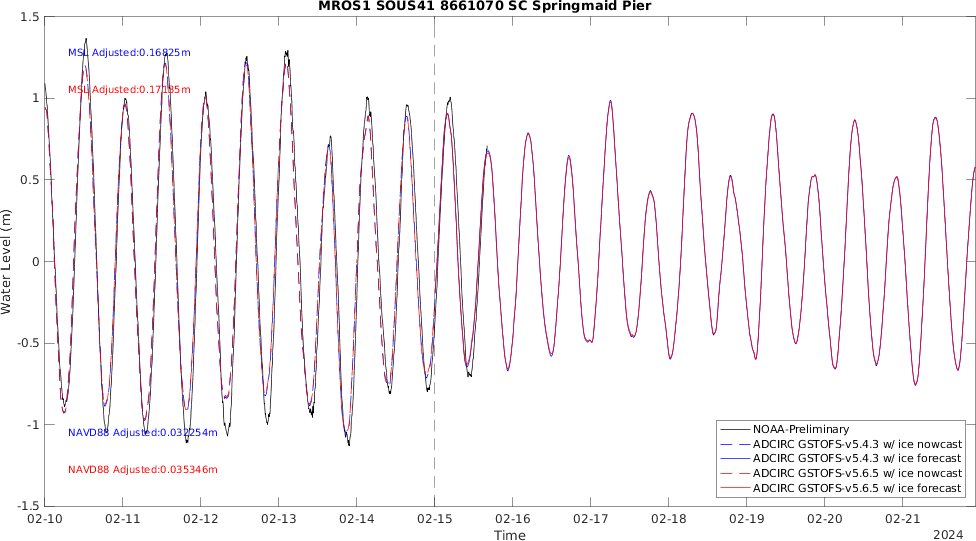 MROS1 SOUS41 8661070 SC Springmaid Pier
1.5
1
0.5
0
-0.5
-1
-1.5
Water Level (m)
MSL Adjusted:0.16825m
MSL Adjusted:0.17185m
NAVD88 Adjusted:0.032254m
NAVD88 Adjusted:0.035346m
NOAA-Preliminary
ADCIRC GSTOFS-v5.4.3 w/ ice nowcast
ADCIRC GSTOFS-v5.4.3 w/ ice forecast
ADCIRC GSTOFS-v5.6.5 w/ ice nowcast
ADCIRC GSTOFS-v5.6.5 w/ ice forecast
02-10 02-11 02-12 02-13 02-14 02-15 02-16 02-17 02-18 02-19 02-20 02-21
Time
2024